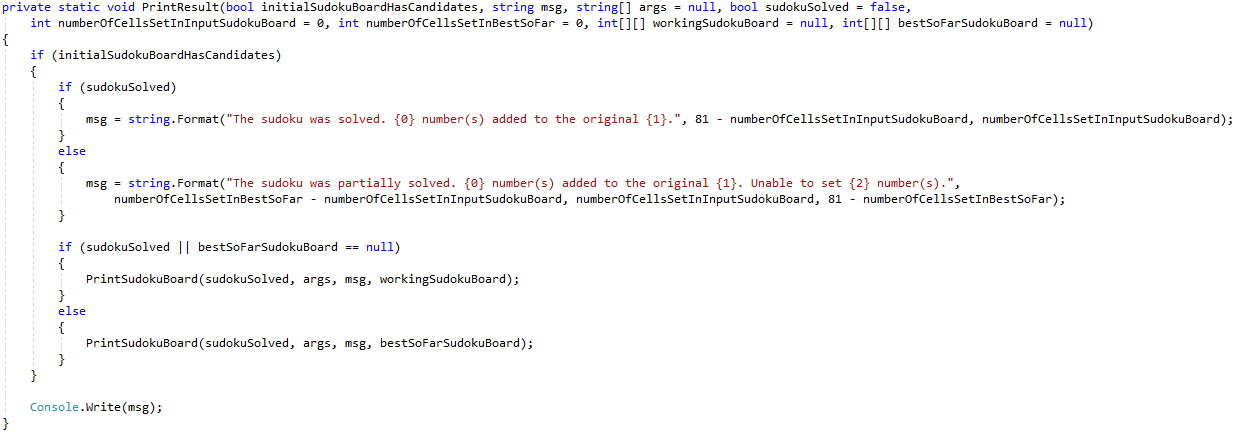 private static void PrintResult(bool initialSudokuBoardHasCandidates, string msg, string[] args = null, bool sudokuSolved = false,
    int numberOfCellsSetInInputSudokuBoard = 0, int numberOfCellsSetInBestSoFar = 0, int[][] workingSudokuBoard = null, int[][] bestSoFarSudokuBoard = null)
{
    if (initialSudokuBoardHasCandidates)
    {
        if (sudokuSolved)
        {
            msg = string.Format("The sudoku was solved. {0} number(s) added to the original {1}.", 81 - numberOfCellsSetInInputSudokuBoard, numberOfCellsSetInInputSudokuBoard);
        }
        else
        {
            msg = string.Format("The sudoku was partially solved. {0} number(s) added to the original {1}. Unable to set {2} number(s).",
                numberOfCellsSetInBestSoFar - numberOfCellsSetInInputSudokuBoard, numberOfCellsSetInInputSudokuBoard, 81 - numberOfCellsSetInBestSoFar);
        }

        if (sudokuSolved || bestSoFarSudokuBoard == null)
        {
            PrintSudokuBoard(sudokuSolved, args, msg, workingSudokuBoard);
        }
        else
        {
            PrintSudokuBoard(sudokuSolved, args, msg, bestSoFarSudokuBoard);
        }
    }

    Console.Write(msg);
}